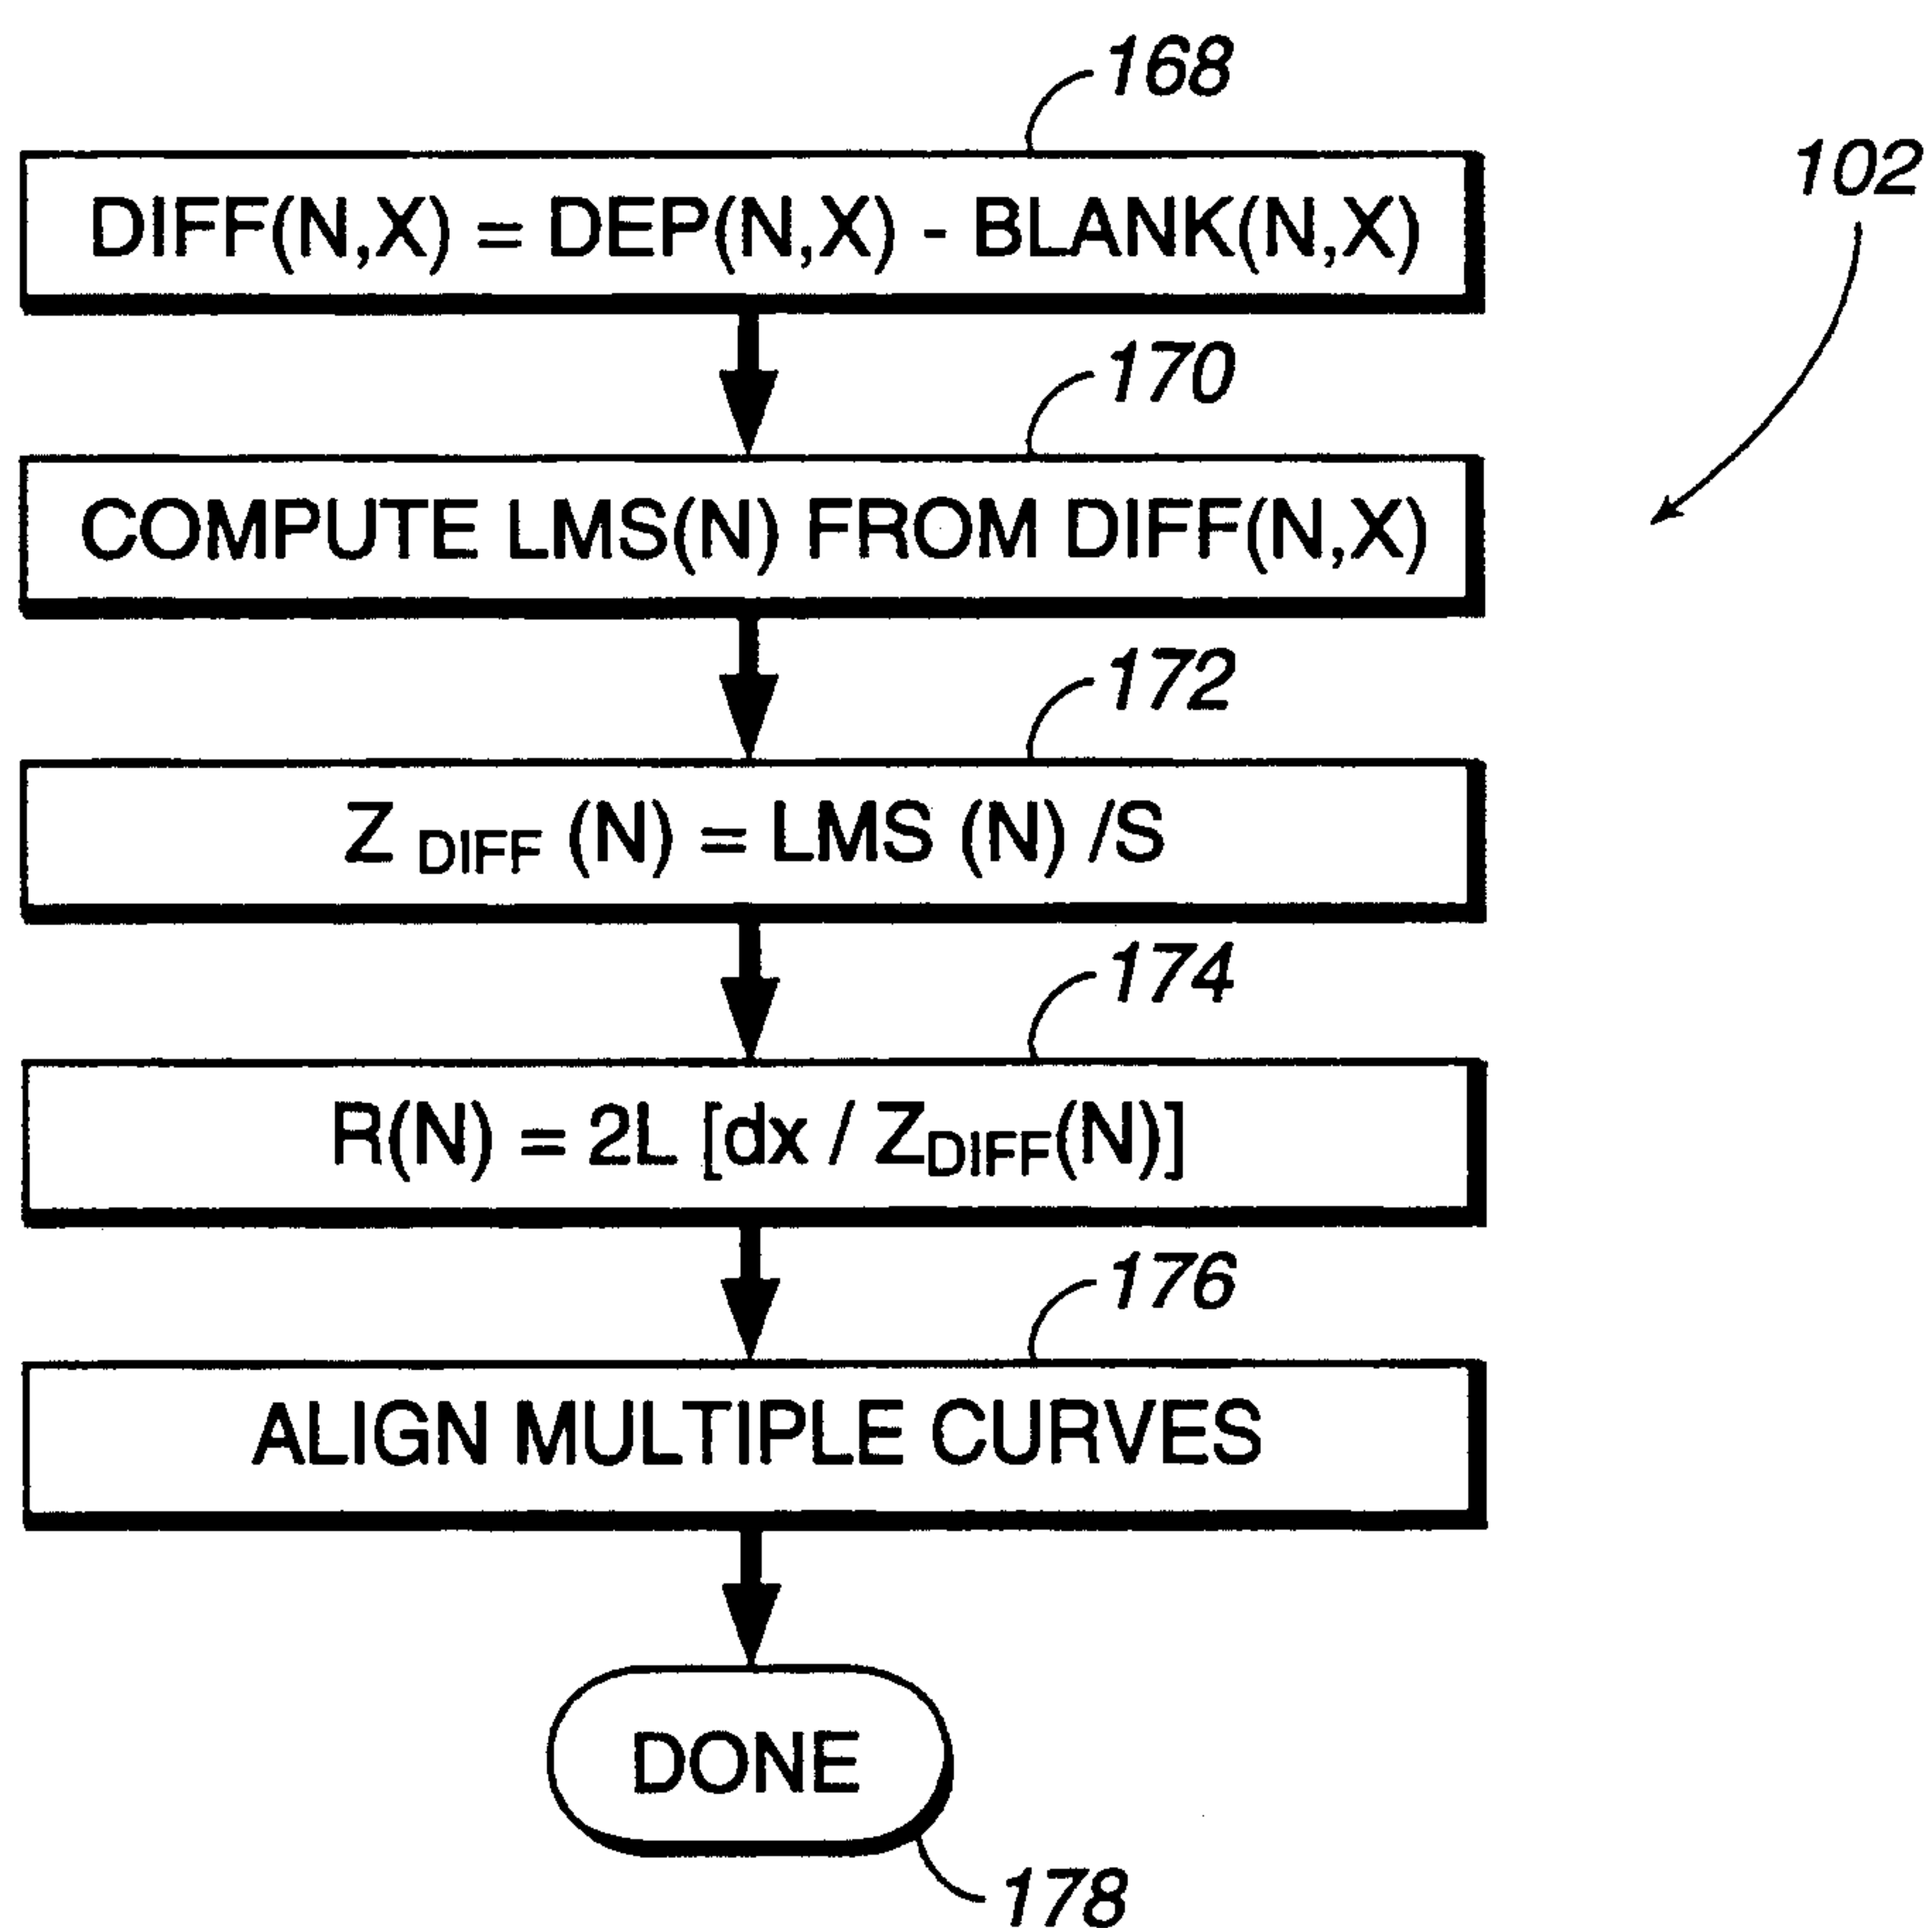 168
102
DIFF(N,X) = DEP(N,X) - BLANK(N,X)
170
COMPUTE LMS(N) FROM DIFF(N,X)
172
Z DIFF (N) = LMS (N) /S
174
R(N) = 2L [dx / ZDIFF(N)]
176
ALIGN MULTIPLE CURVES
DONE
178